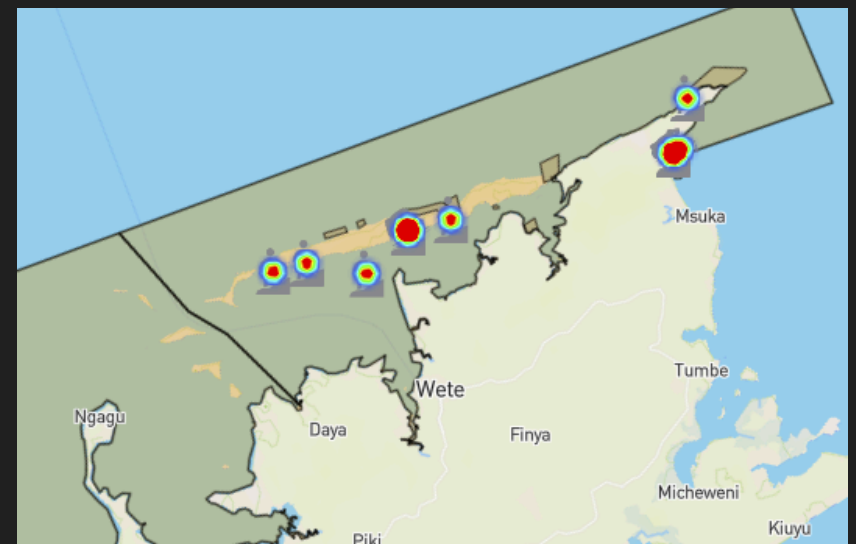 Msuka
Tumbe
Wete
Ngagu
Daya
Finya
Micheweni
Kiuyu
Piki